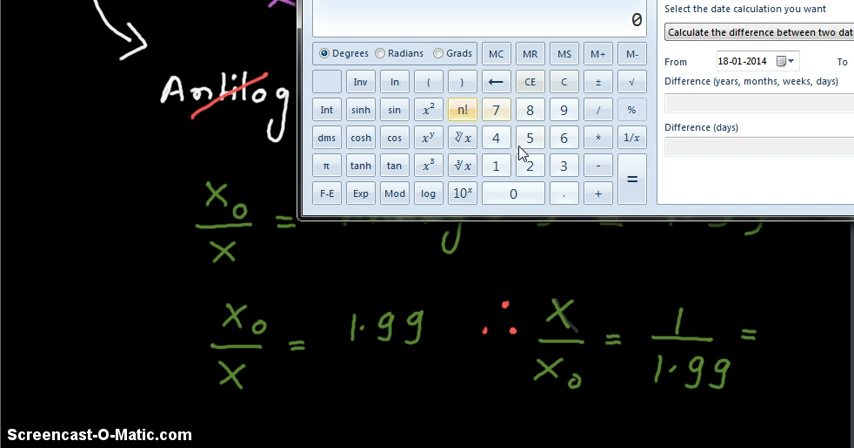 0
Select the date calculation you want
Calculate the difference between two dat
Degrees Radians Grads MC MR MS M+ M-
From 18-01-2014 To
Inv ln ( ) ← CE C ± √
Difference (years, months, weeks, days)
Antilog
Int sinh sin x² n! 7 8 9 / %
dms cosh cos xʸ ʸ√x 4 5 6 * 1/x
Difference (days)
π tanh tan x³ ³√x 1 2 3 - =
F-E Exp Mod log 10ˣ 0 . +
X₀/X =
X₀/X = 1.99 ∴ X/X₀ = 1/1.99 =
Screencast-O-Matic.com